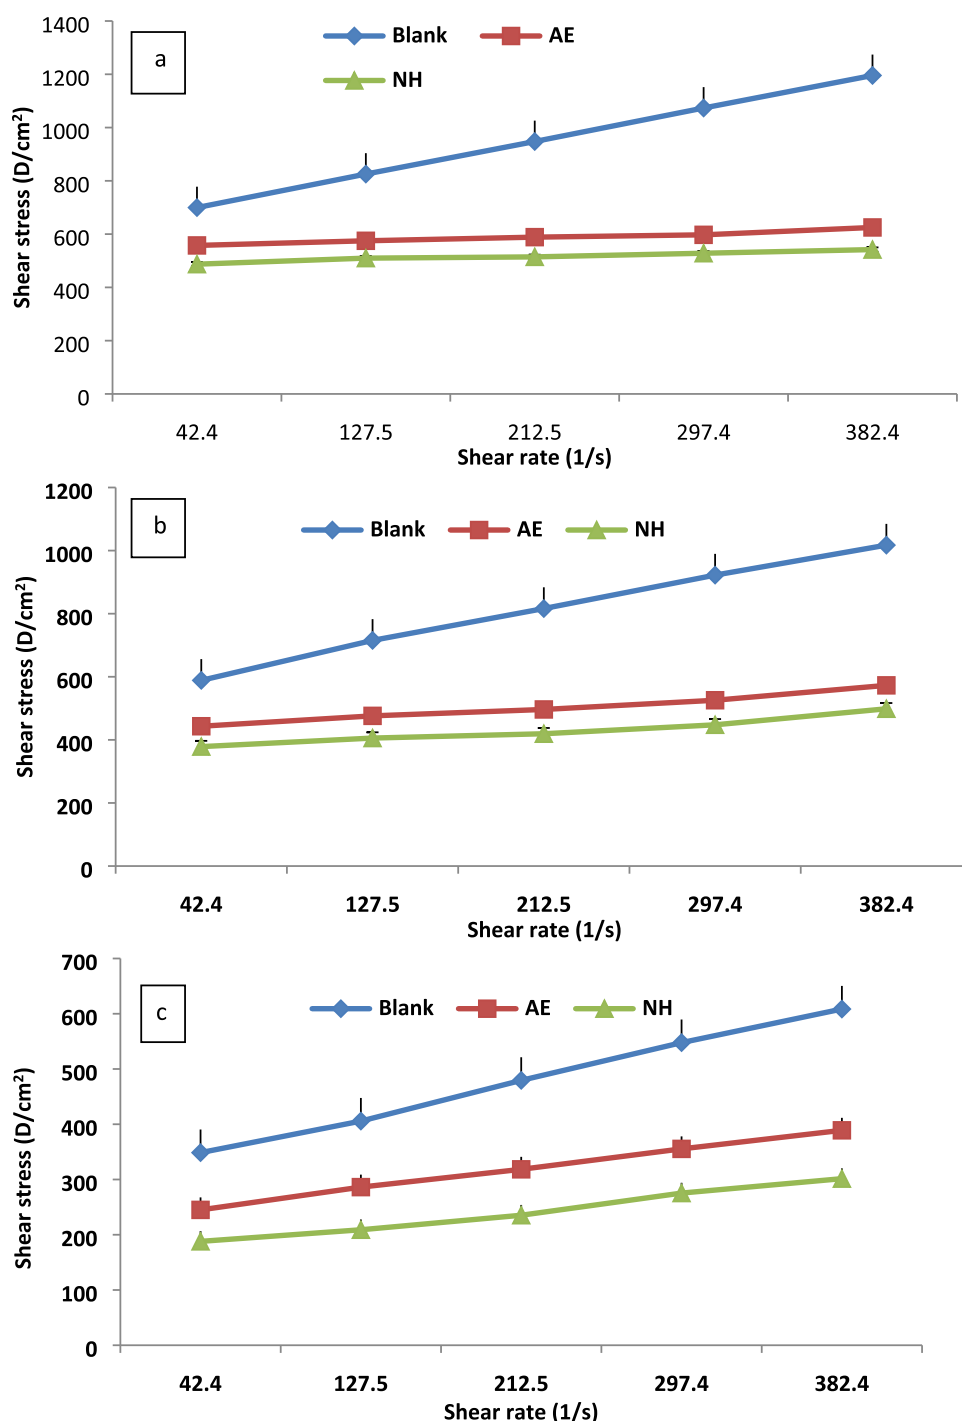 a
Blank AE
NH
1400
1200
1000
800
600
400
200
0
Shear stress (D/cm²)
42.4 127.5 212.5 297.4 382.4
Shear rate (1/s)
b
Blank AE NH
1200
1000
800
600
400
200
0
Shear stress (D/cm²)
42.4 127.5 212.5 297.4 382.4
Shear rate (1/s)
c
Blank AE NH
700
600
500
400
300
200
100
0
Shear stress (D/cm²)
42.4 127.5 212.5 297.4 382.4
Shear rate (1/s)